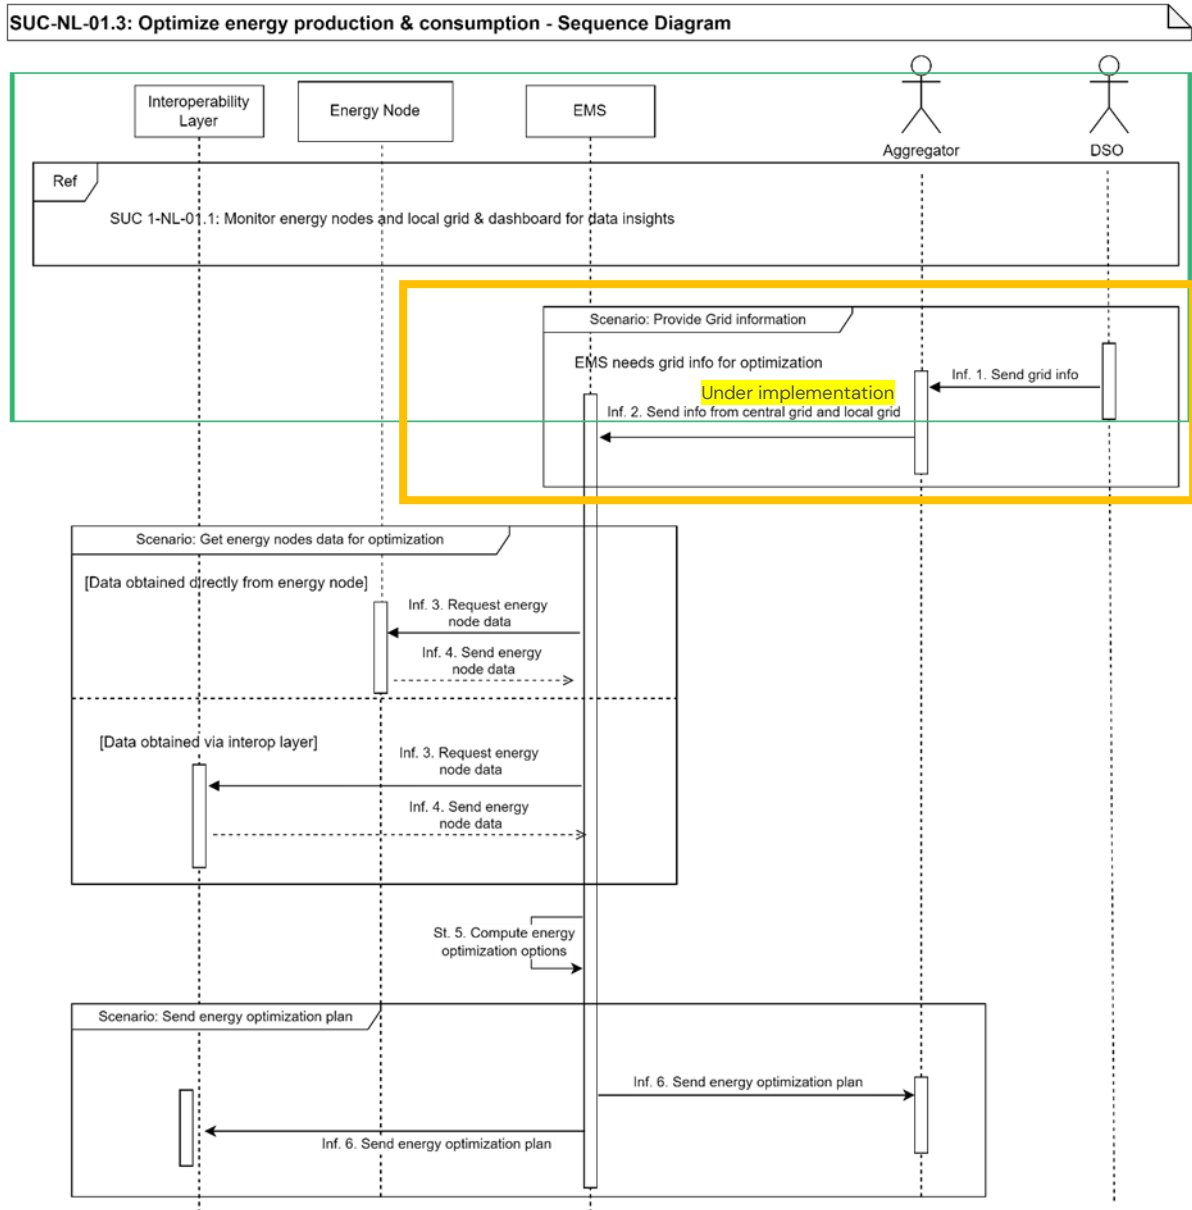 SUC-NL-01.3: Optimize energy production & consumption - Sequence Diagram
Interoperability
Layer
Energy Node
EMS
Aggregator
DSO
Ref
SUC 1-NL-01.1: Monitor energy nodes and local grid & dashboard for data insights
Scenario: Provide Grid information
EMS needs grid info for optimization
Inf. 1. Send grid info
Under implementation
Inf. 2. Send info from central grid and local grid
Scenario: Get energy nodes data for optimization
[Data obtained directly from energy node]
Inf. 3. Request energy
node data
Inf. 4. Send energy
node data
[Data obtained via interop layer]
Inf. 3. Request energy
node data
Inf. 4. Send energy
node data
St. 5. Compute energy
optimization options
Scenario: Send energy optimization plan
Inf. 6. Send energy optimization plan
Inf. 6. Send energy optimization plan